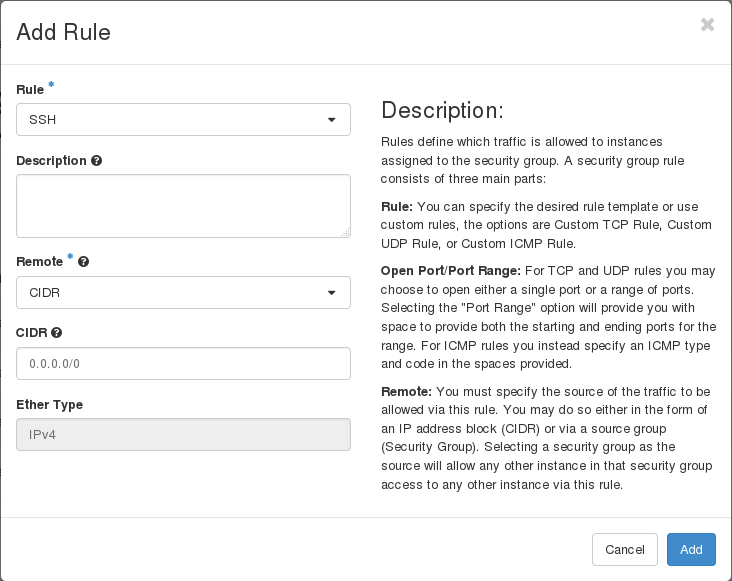 Add Rule
×
Rule *
SSH
Description ?
Remote * ?
CIDR
CIDR ?
0.0.0.0/0
Ether Type
IPv4
Description:
Rules define which traffic is allowed to instances
assigned to the security group. A security group rule
consists of three main parts:
Rule: You can specify the desired rule template or use
custom rules, the options are Custom TCP Rule, Custom
UDP Rule, or Custom ICMP Rule.
Open Port/Port Range: For TCP and UDP rules you may
choose to open either a single port or a range of ports.
Selecting the "Port Range" option will provide you with
space to provide both the starting and ending ports for the
range. For ICMP rules you instead specify an ICMP type
and code in the spaces provided.
Remote: You must specify the source of the traffic to be
allowed via this rule. You may do so either in the form of
an IP address block (CIDR) or via a source group
(Security Group). Selecting a security group as the
source will allow any other instance in that security group
access to any other instance via this rule.
Cancel
Add